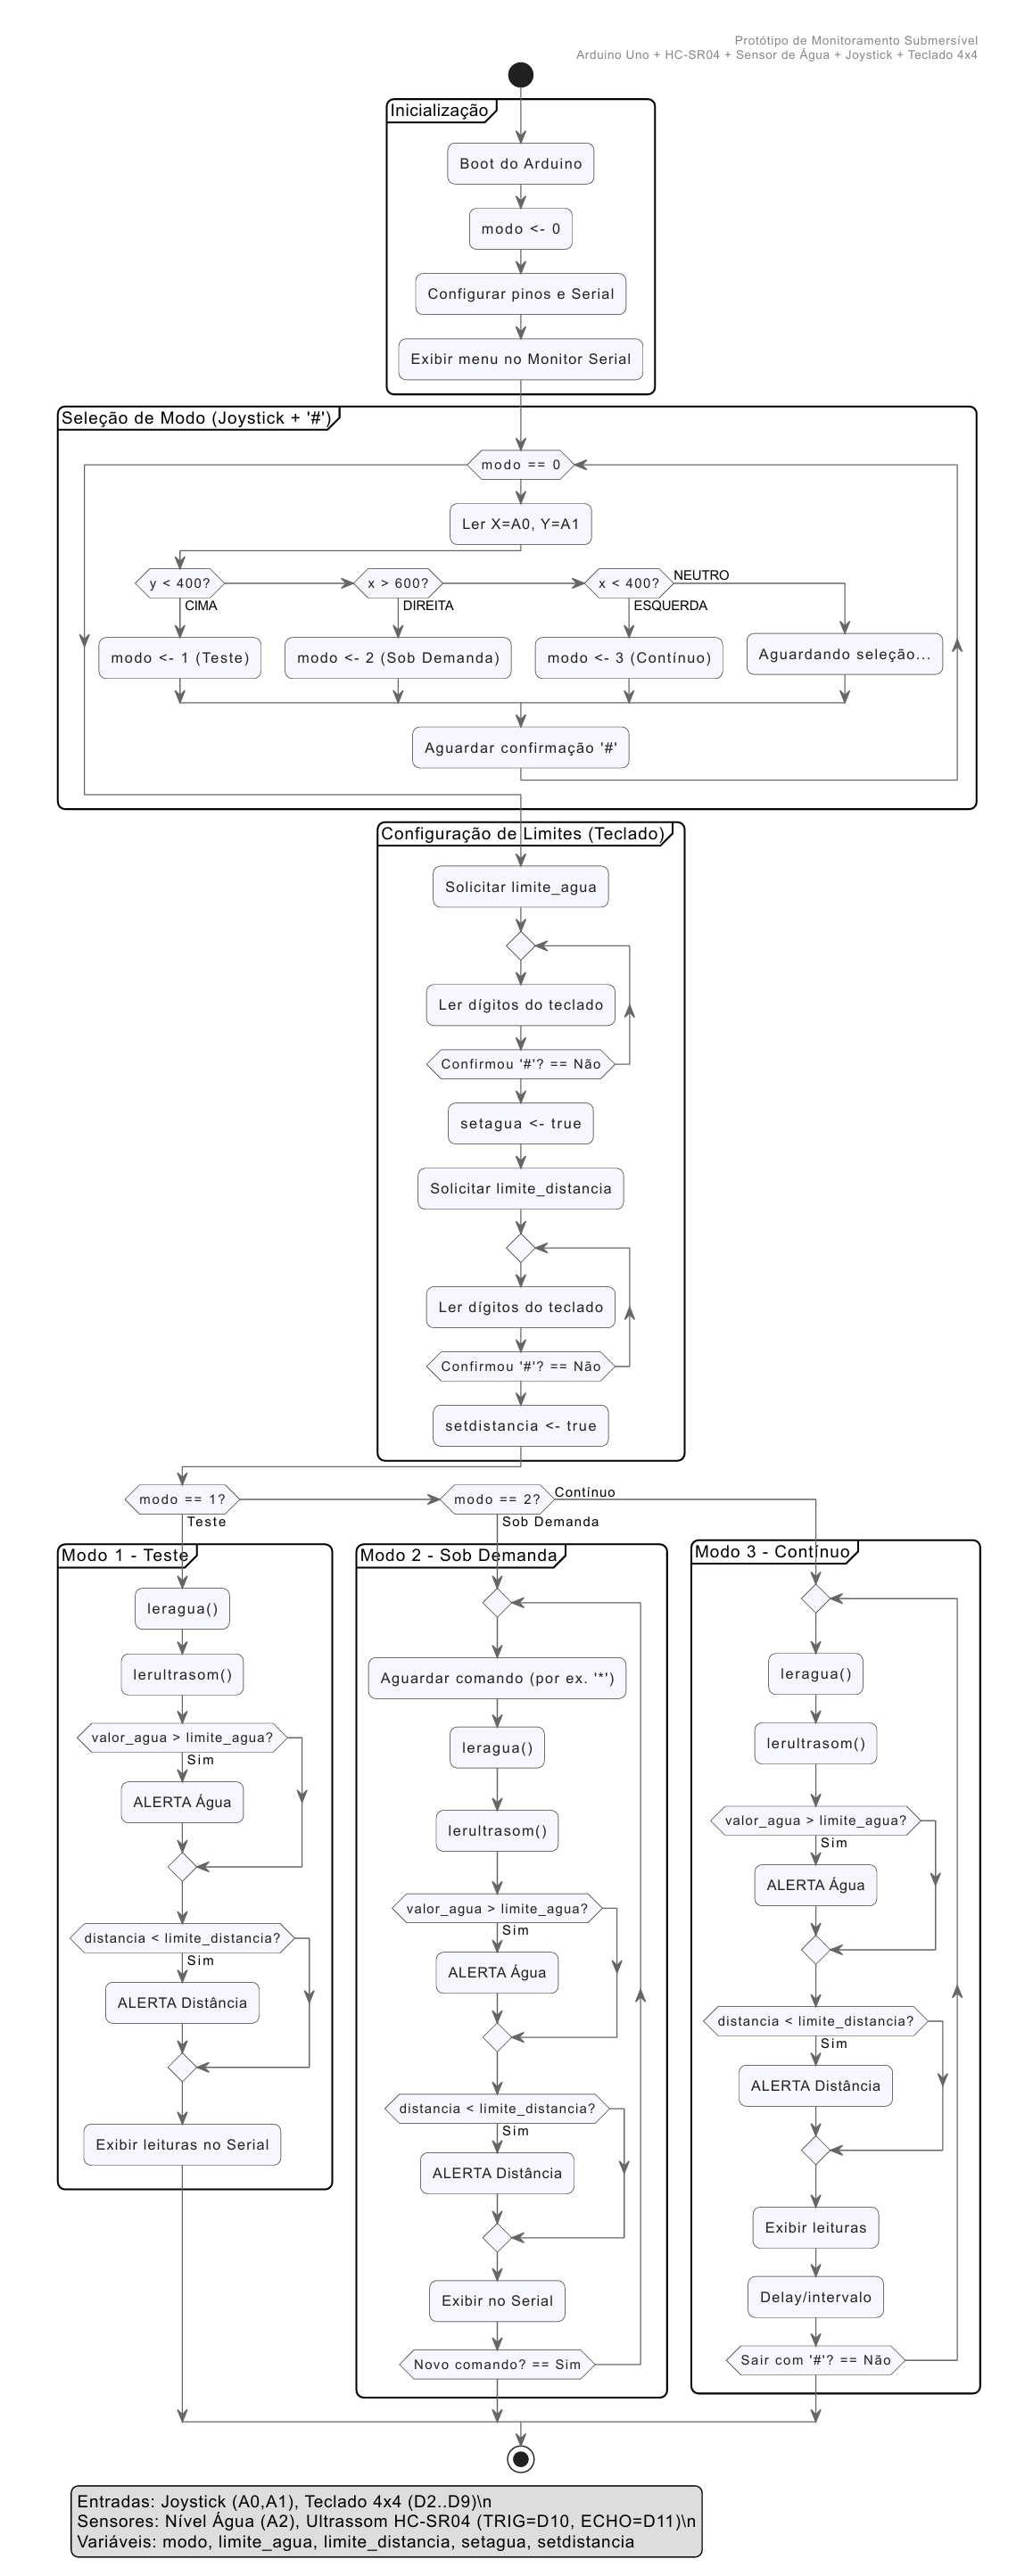 Protótipo de Monitoramento Submersível
Arduino Uno + HC-SR04 + Sensor de Água + Joystick + Teclado 4x4
Inicialização
Boot do Arduino
modo <- 0
Configurar pinos e Serial
Exibir menu no Monitor Serial
Seleção de Modo (Joystick + '#')
modo == 0
Ler X=A0, Y=A1
y < 400?
x > 600?
x < 400?
NEUTRO
CIMA
DIREITA
ESQUERDA
modo <- 1 (Teste)
modo <- 2 (Sob Demanda)
modo <- 3 (Contínuo)
Aguardando seleção...
Aguardar confirmação '#'
Configuração de Limites (Teclado)
Solicitar limite_agua
Ler dígitos do teclado
Confirmou '#'? == Não
setagua <- true
Solicitar limite_distancia
Ler dígitos do teclado
Confirmou '#'? == Não
setdistancia <- true
modo == 1?
modo == 2?
Contínuo
Teste
Sob Demanda
Modo 1 - Teste
leragua()
lerultrasom()
valor_agua > limite_agua?
Sim
ALERTA Água
distancia < limite_distancia?
Sim
ALERTA Distância
Exibir leituras no Serial
Modo 2 - Sob Demanda
Aguardar comando (por ex. '*')
leragua()
lerultrasom()
valor_agua > limite_agua?
Sim
ALERTA Água
distancia < limite_distancia?
Sim
ALERTA Distância
Exibir no Serial
Novo comando? == Sim
Modo 3 - Contínuo
leragua()
lerultrasom()
valor_agua > limite_agua?
Sim
ALERTA Água
distancia < limite_distancia?
Sim
ALERTA Distância
Exibir leituras
Delay/intervalo
Sair com '#'? == Não
Entradas: Joystick (A0,A1), Teclado 4x4 (D2..D9)\n
Sensores: Nível Água (A2), Ultrassom HC-SR04 (TRIG=D10, ECHO=D11)\n
Variáveis: modo, limite_agua, limite_distancia, setagua, setdistancia